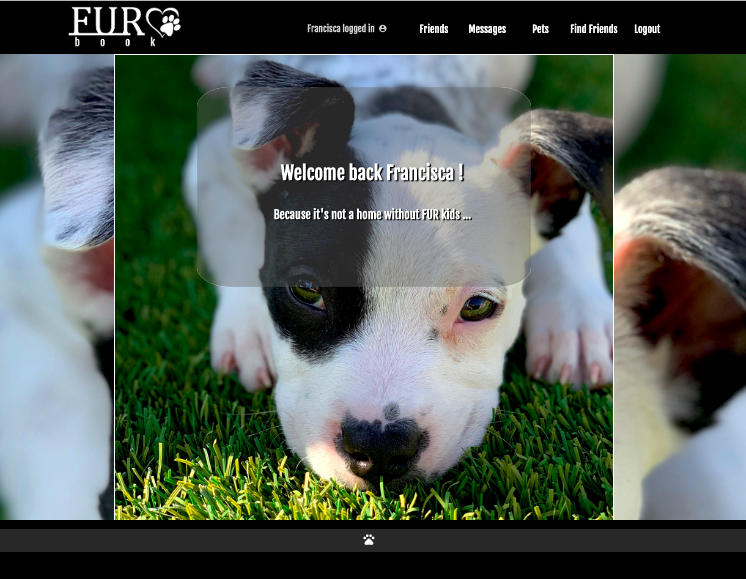 FUR
book
Francisca logged in
Friends
Messages
Pets
Find Friends
Logout
Welcome back Francisca !
Because it's not a home without FUR kids ...